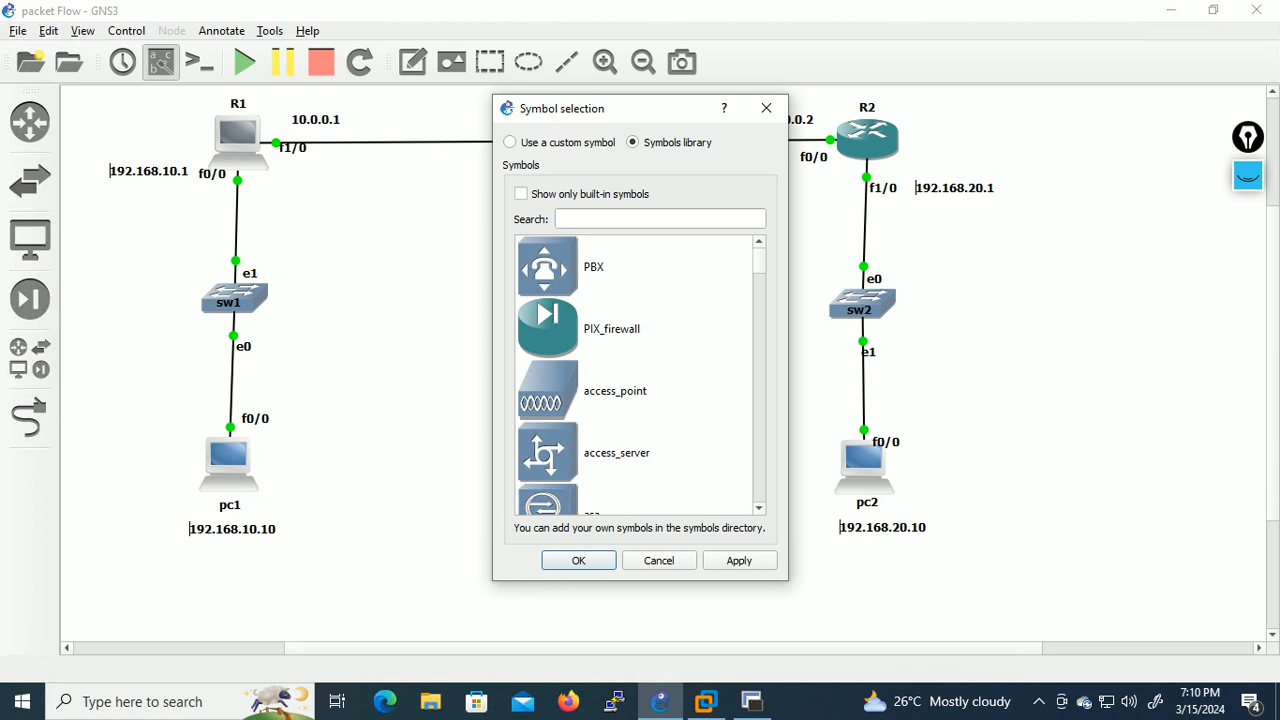 packet Flow - GNS3
File Edit View Control Node Annotate Tools Help
R1
10.0.0.1
f1/0
192.168.10.1
f0/0
e1
sw1
e0
f0/0
pc1
192.168.10.10
Symbol selection
?
Use a custom symbol
Symbols library
Symbols
Show only built-in symbols
Search:
PBX
PIX_firewall
access_point
access_server
You can add your own symbols in the symbols directory.
OK
Cancel
Apply
0.2
R2
f0/0
f1/0
192.168.20.1
e0
sw2
e1
f0/0
pc2
192.168.20.10
Type here to search
26°C Mostly cloudy
7:10 PM
3/15/2024
4